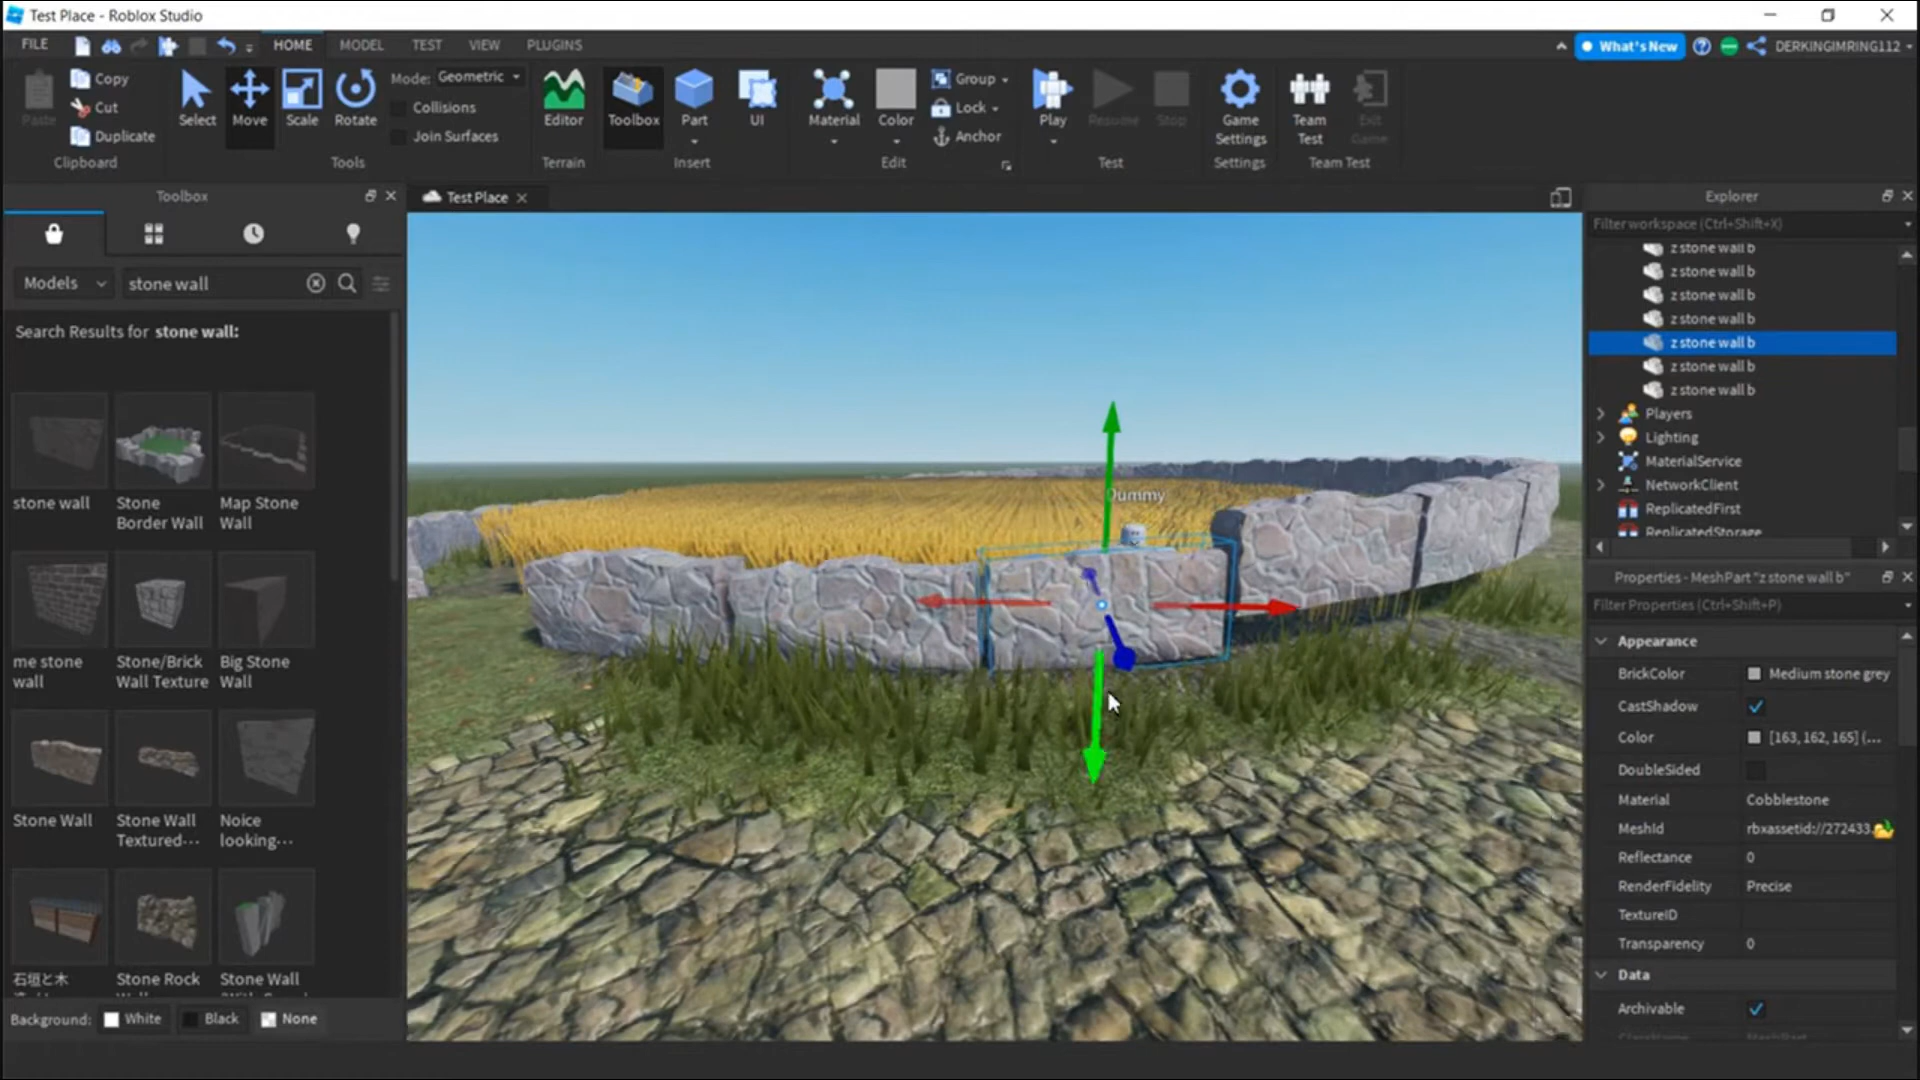 Test Place - Roblox Studio
FILE
HOME
MODEL
TEST
VIEW
PLUGINS
What's New
DERKINGIMRING112
Paste
Copy
Cut
Duplicate
Clipboard
Select
Move
Scale
Rotate
Mode:
Geometric
Collisions
Join Surfaces
Tools
Editor
Terrain
Toolbox
Part
UI
Insert
Material
Color
Group
Lock
Anchor
Edit
Play
Resume
Stop
Test
Game
Settings
Settings
Team
Test
Exit
Game
Team Test
Toolbox
Models
stone wall
Search Results for stone wall:
stone wall
Stone
Border Wall
Map Stone
Wall
me stone
wall
Stone/Brick
Wall Texture
Big Stone
Wall
Stone Wall
Stone Wall
Textured...
Noice
looking...
石垣と木
Stone Rock
Stone Wall
Background:
White
Black
None
Test Place
Dummy
Explorer
Filter workspace (Ctrl+Shift+X)
z stone wall b
z stone wall b
z stone wall b
z stone wall b
z stone wall b
z stone wall b
z stone wall b
Players
Lighting
MaterialService
NetworkClient
ReplicatedFirst
ReplicatedStorage
Properties - MeshPart "z stone wall b"
Filter Properties (Ctrl+Shift+P)
Appearance
BrickColor
Medium stone grey
CastShadow
Color
[163, 162, 165] (...
DoubleSided
Material
Cobblestone
MeshId
rbxassetid://272433.
Reflectance
0
RenderFidelity
Precise
TextureID
Transparency
0
Data
Archivable